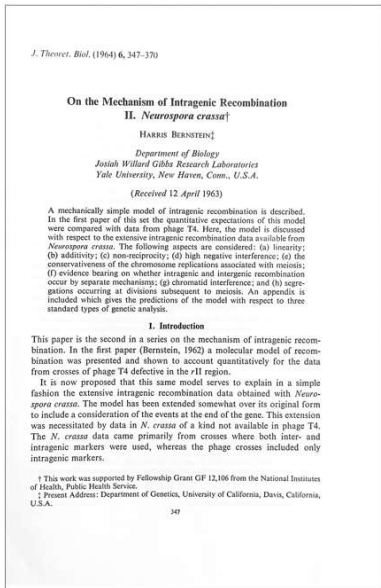 J. Theoret. Biol. (1964) 6, 347-370
On the Mechanism of Intragenic Recombination
II. Neurospora crassa†
HARRIS BERNSTEIN‡
Department of Biology
Josiah Willard Gibbs Research Laboratories
Yale University, New Haven, Conn., U.S.A.
(Received 12 April 1963)
A mechanically simple model of intragenic recombination is described.
In the first paper of this set the quantitative expectations of this model
were compared with data from phage T4. Here, the model is discussed
with respect to the extensive intragenic recombination data available from
Neurospora crassa. The following aspects are considered: (a) linearity;
(b) additivity; (c) non-reciprocity; (d) high negative interference; (e) the
conservativeness of the chromosome replications associated with meiosis;
(f) evidence bearing on whether intragenic and intergenic recombination
occur by separate mechanisms; (g) chromatid interference; and (h) segre-
gations occurring at divisions subsequent to meiosis. An appendix is
included which gives the predictions of the model with respect to three
standard types of genetic analysis.
1. Introduction
This paper is the second in a series on the mechanism of intragenic recom-
bination. In the first paper (Bernstein, 1962) a molecular model of recom-
bination was presented and shown to account quantitatively for the data
from crosses of phage T4 defective in the rII region.
It is now proposed that this same model serves to explain in a simple
fashion the extensive intragenic recombination data obtained with Neuro-
spora crassa. The model has been extended somewhat over its original form
to include a consideration of the events at the end of the gene. This extension
was necessitated by data in N. crassa of a kind not available in phage T4.
The N. crassa data came primarily from crosses where both inter- and
intragenic markers were used, whereas the phage crosses included only
intragenic markers.
† This work was supported by Fellowship Grant GF 12,106 from the National Institutes
of Health, Public Health Service.
‡ Present Address: Department of Genetics, University of California, Davis, California,
U.S.A.
347